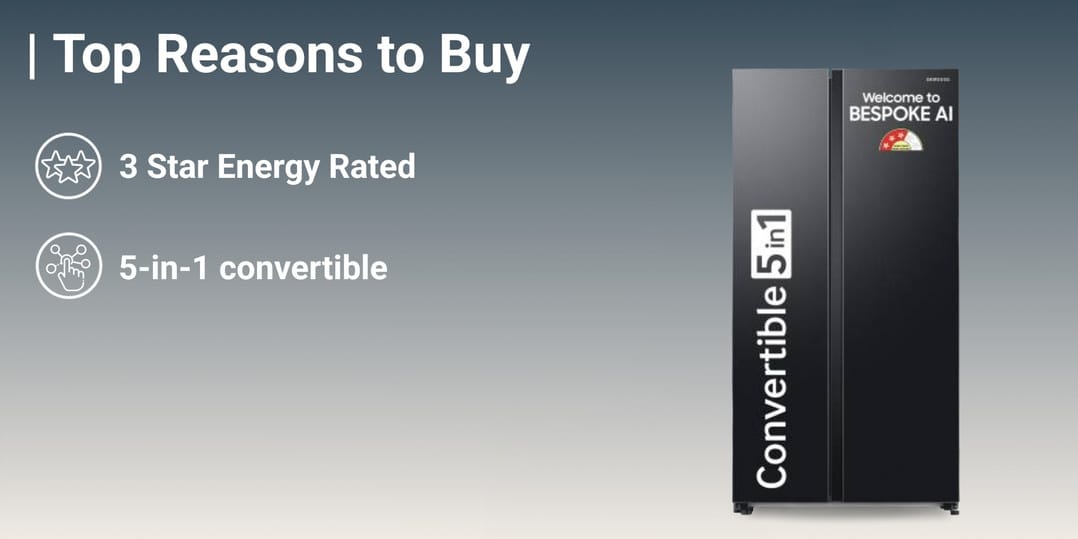 | Top Reasons to Buy
3 Star Energy Rated
5-in-1 convertible
SAMSUNG
Welcome to
BESPOKE AI
Convertible 5in1